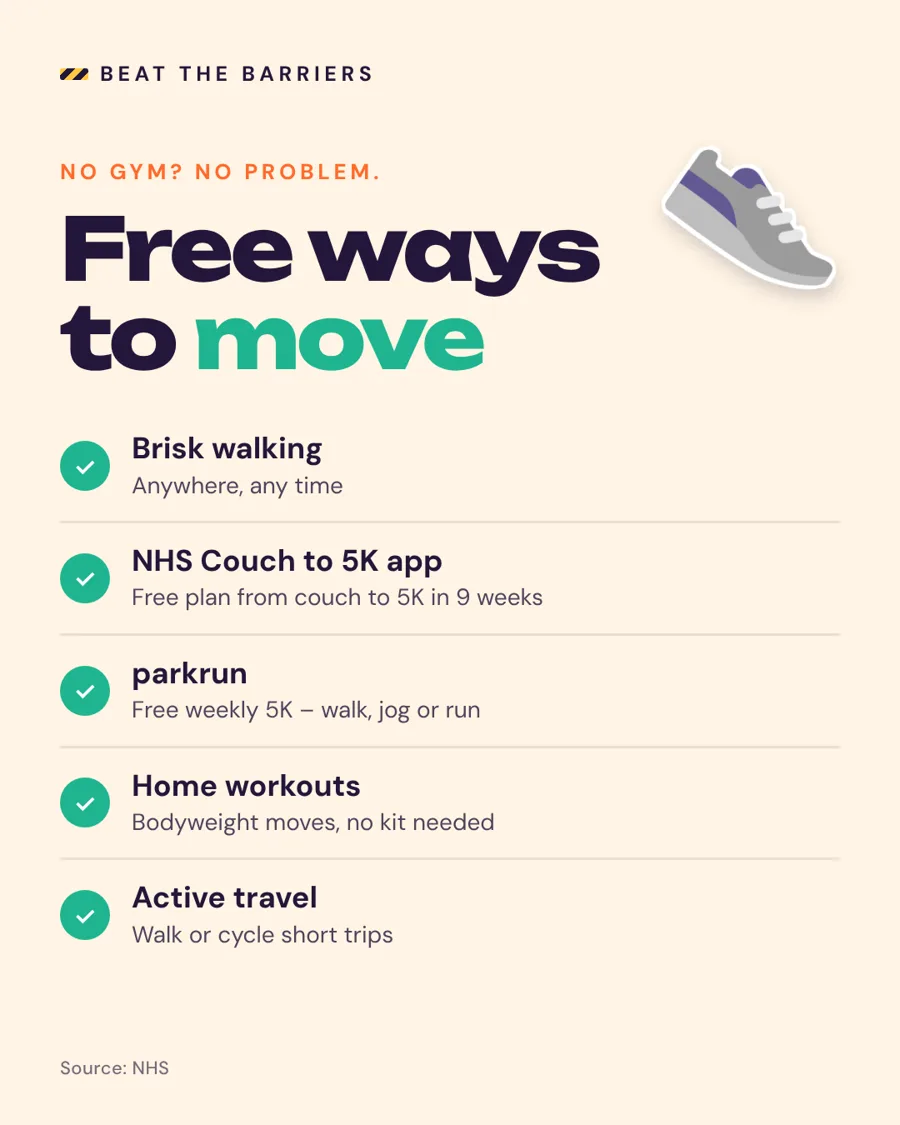 BEAT THE BARRIERS
NO GYM? NO PROBLEM.
Free ways
to move
Brisk walking
Anywhere, any time
NHS Couch to 5K app
Free plan from couch to 5K in 9 weeks
parkrun
Free weekly 5K – walk, jog or run
Home workouts
Bodyweight moves, no kit needed
Active travel
Walk or cycle short trips
Source: NHS